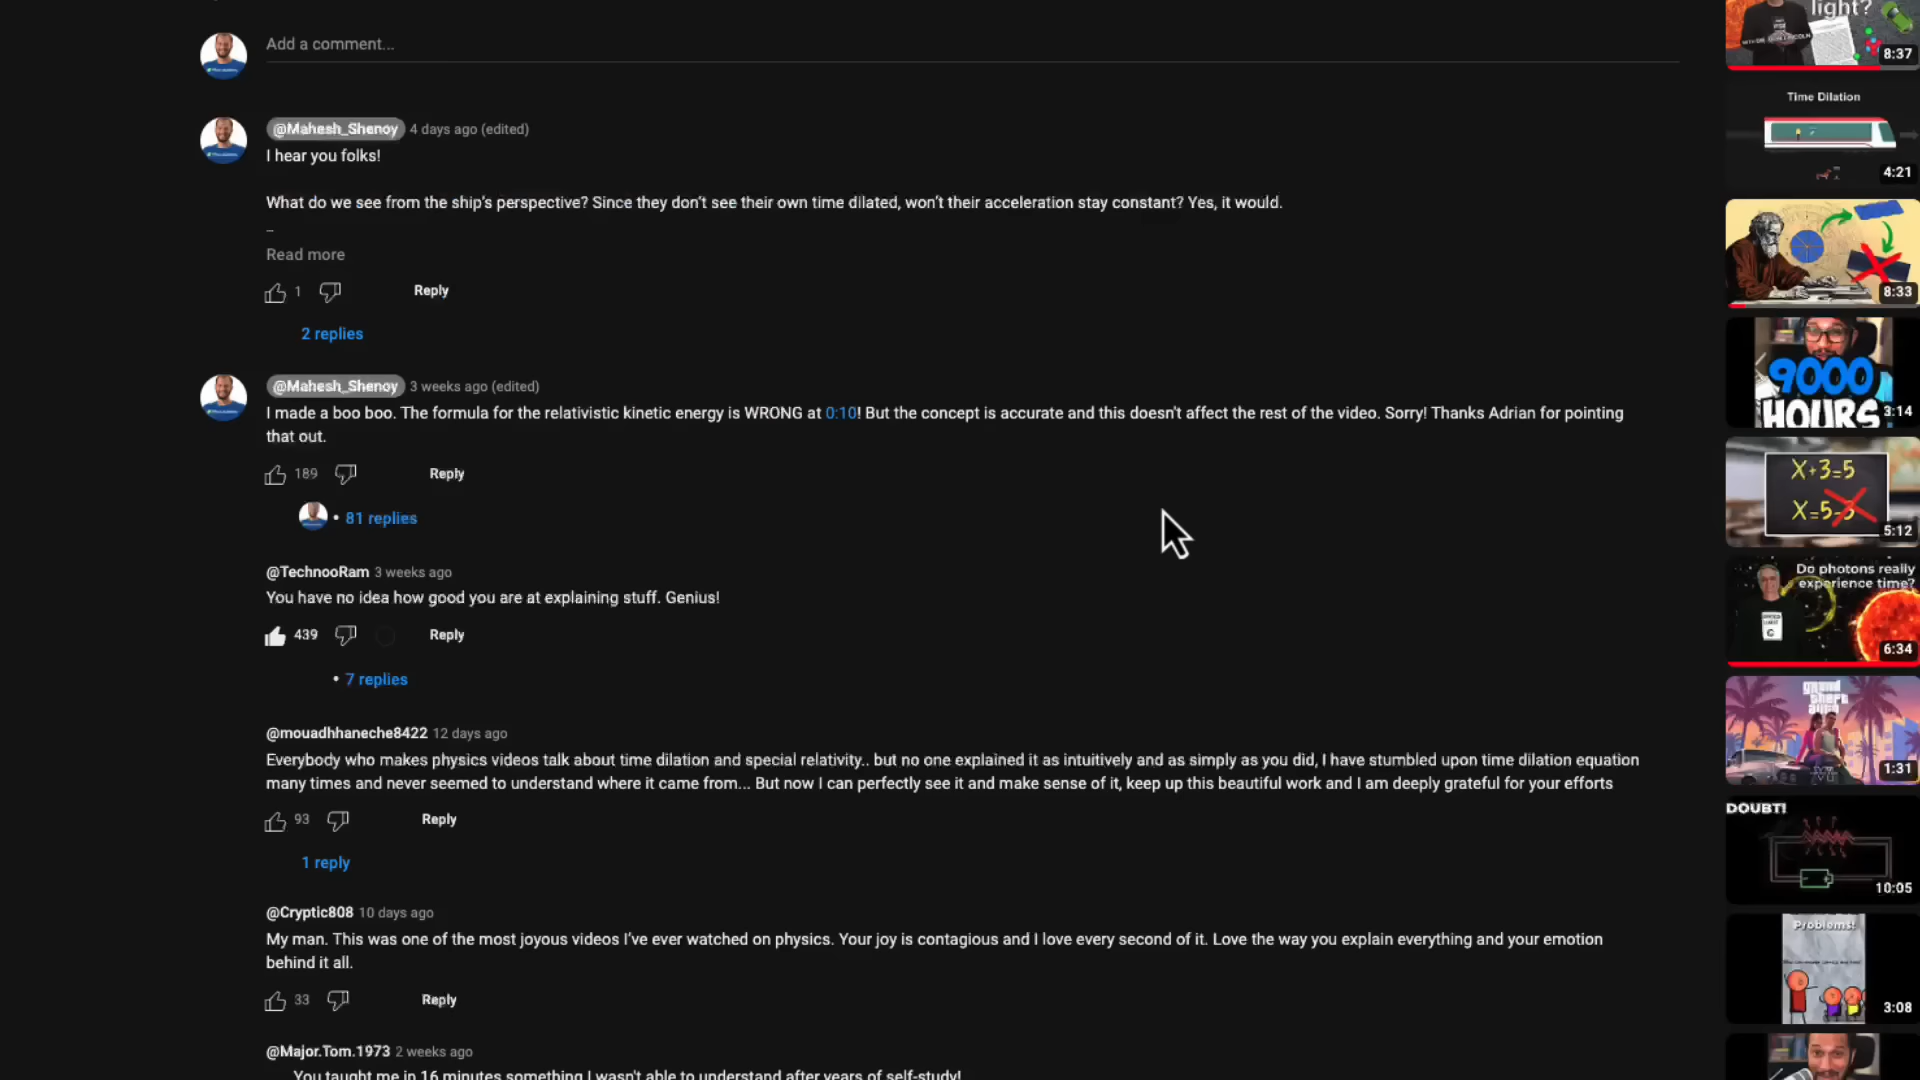 Add a comment...
@Mahesh_Shenoy 4 days ago (edited)
I hear you folks!
What do we see from the ship's perspective? Since they don't see their own time dilated, won't their acceleration stay constant? Yes, it would.
–
Read more
1 Reply
2 replies
@Mahesh_Shenoy 3 weeks ago (edited)
I made a boo boo. The formula for the relativistic kinetic energy is WRONG at 0:10! But the concept is accurate and this doesn't affect the rest of the video. Sorry! Thanks Adrian for pointing
that out.
189 Reply
• 81 replies
@TechnooRam 3 weeks ago
You have no idea how good you are at explaining stuff. Genius!
439 Reply
• 7 replies
@mouadhhaneche8422 12 days ago
Everybody who makes physics videos talk about time dilation and special relativity.. but no one explained it as intuitively and as simply as you did, I have stumbled upon time dilation equation
many times and never seemed to understand where it came from... But now I can perfectly see it and make sense of it, keep up this beautiful work and I am deeply grateful for your efforts
93 Reply
1 reply
@Cryptic808 10 days ago
My man. This was one of the most joyous videos I've ever watched on physics. Your joy is contagious and I love every second of it. Love the way you explain everything and your emotion
behind it all.
33 Reply
@Major.Tom.1973 2 weeks ago
You taught me in 16 minutes something I wasn't able to understand after years of self-study!
light?
8:37
Time Dilation
4:21
8:33
9000
HOURS
3:14
X+3=5
X=5-3
5:12
Do photons really
experience time?
6:34
grand
theft
auto
VI
1:31
DOUBT!
10:05
Problems!
3:08